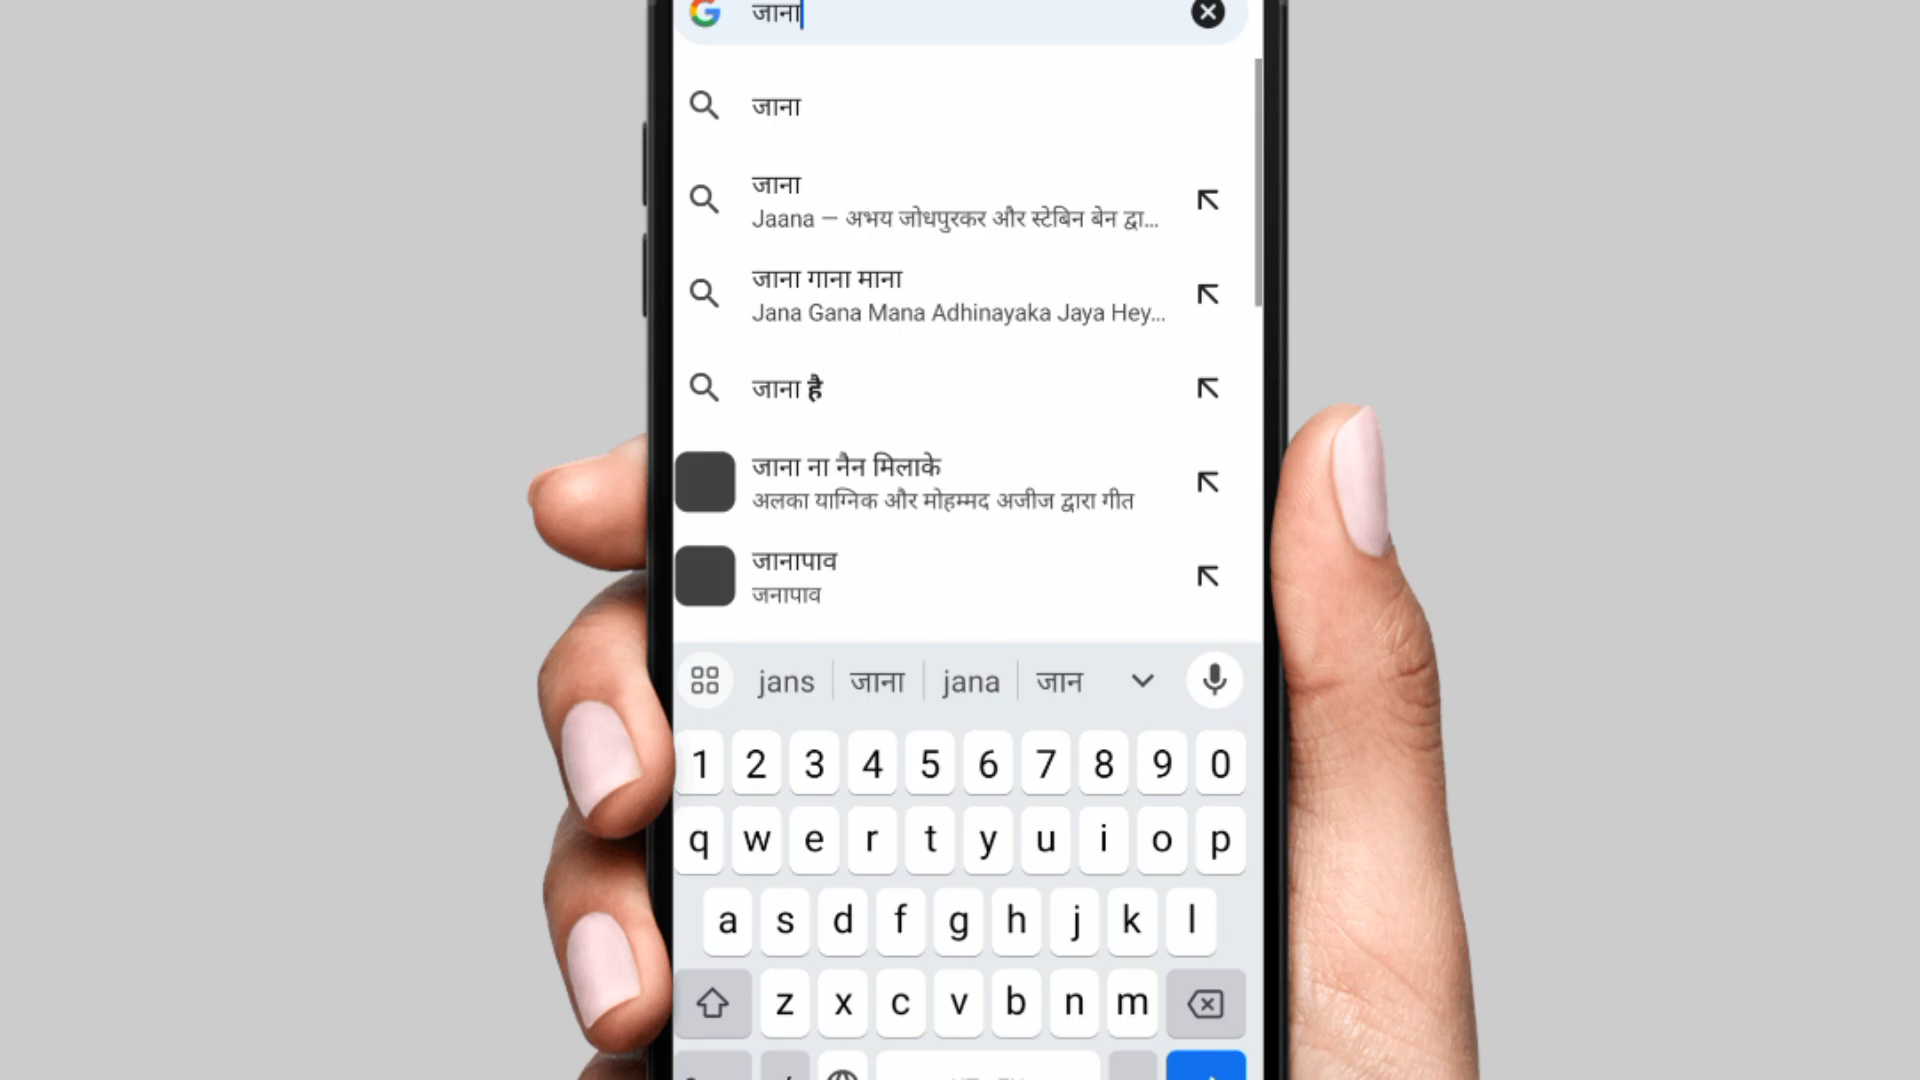 जाना
जाना
जाना
Jaana – अभय जोधपुरकर और स्टेबिन बेन द्वा...
जाना गाना माना
Jana Gana Mana Adhinayaka Jaya Hey...
जाना है
जाना ना नैन मिलाके
अलका याग्निक और मोहम्मद अजीज द्वारा गीत
जानापाव
जनापाव
jans जाना jana जान
1 2 3 4 5 6 7 8 9 0
q w e r t y u i o p
a s d f g h j k l
z x c v b n m